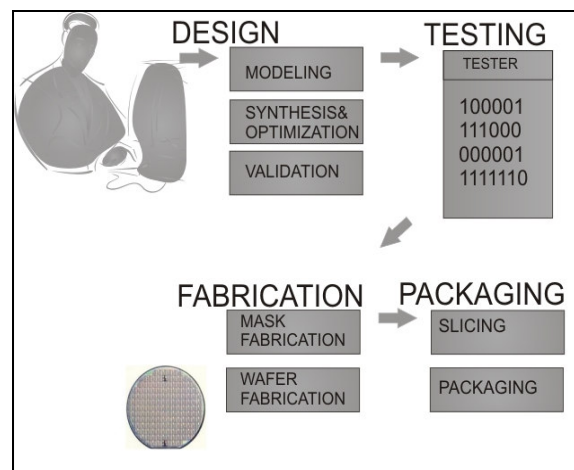 DESIGN
MODELING
SYNTHESIS&
OPTIMIZATION
VALIDATION
TESTING
TESTER
100001
111000
000001
1111110
FABRICATION
MASK
FABRICATION
WAFER
FABRICATION
PACKAGING
SLICING
PACKAGING